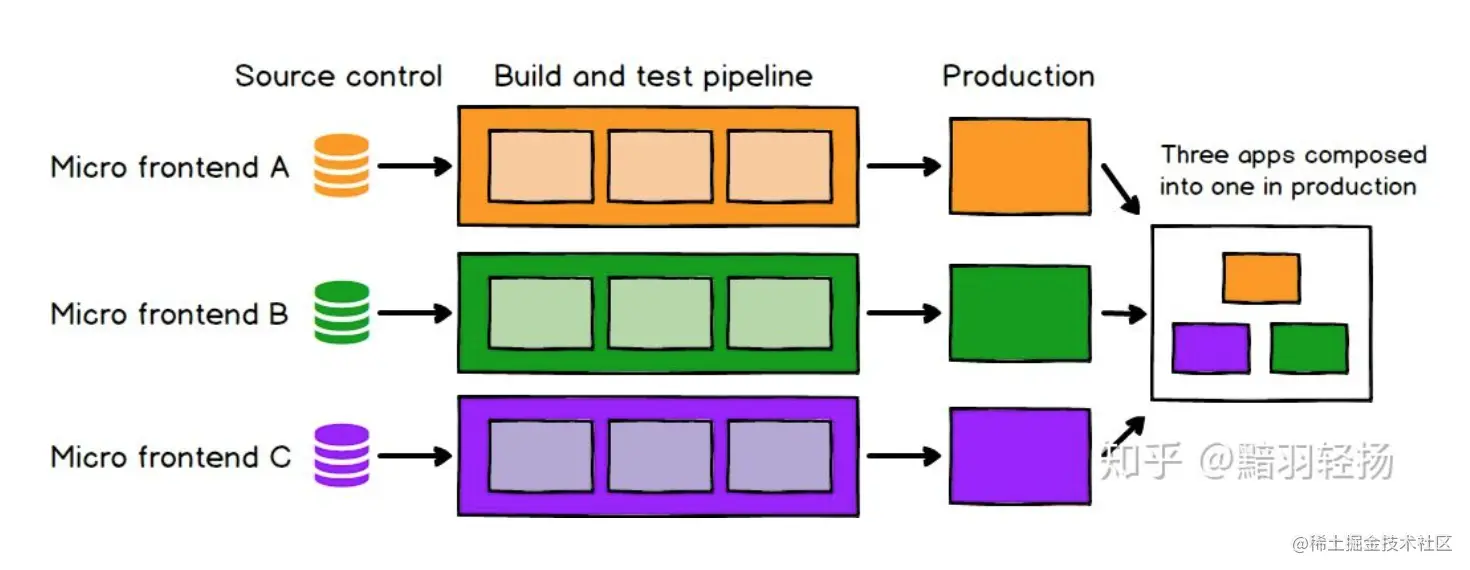 Source control
Build and test pipeline
Production
Micro frontend A
Three apps composed
into one in production
Micro frontend B
Micro frontend C
知乎 @黯羽轻扬
@稀土掘金技术社区